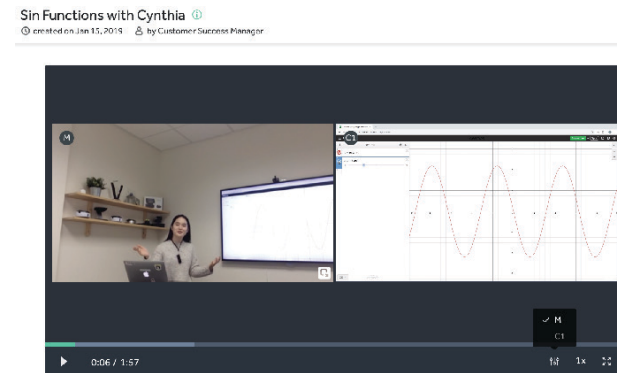 Sin Functions with Cynthia
created on Jan 15, 2019 by Customer Success Manager
M
C1
M
C1
0:06 / 1:57
1x